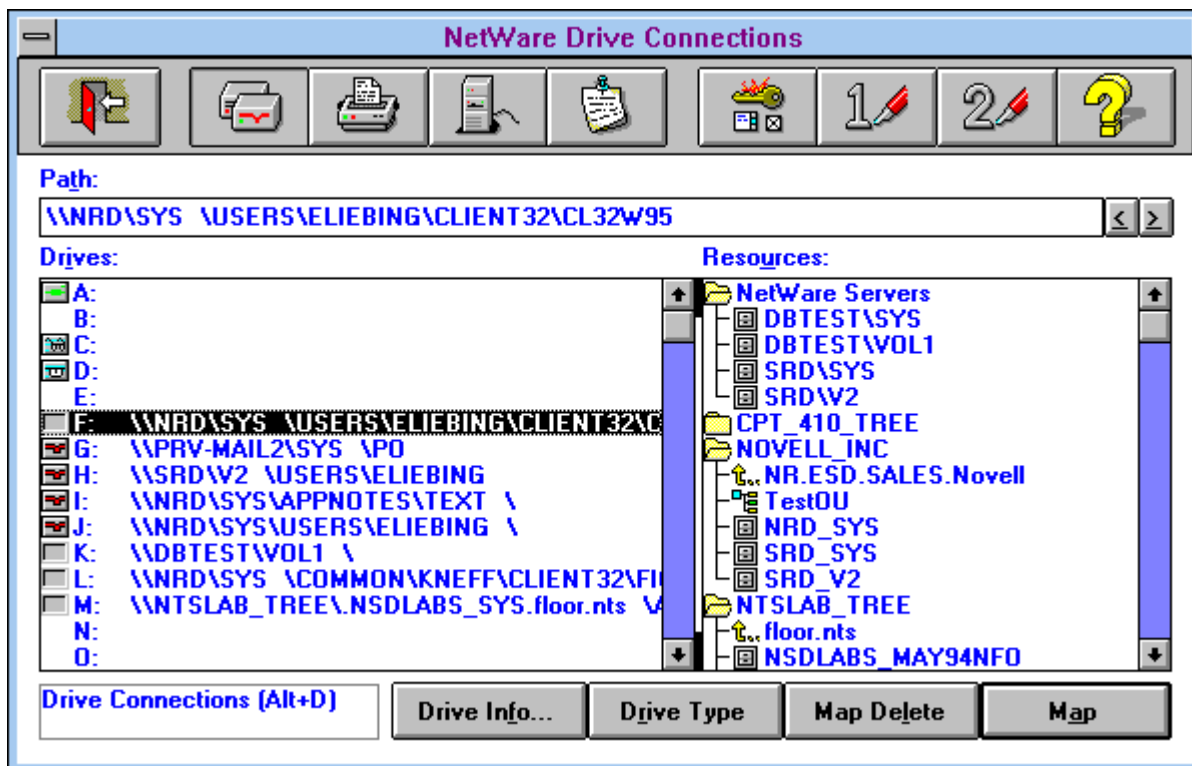 NetWare Drive Connections
1 2 ?
Path:
\\NRD\SYS \USERS\ELIEBING\CLIENT32\CL32W95
< >
Drives:
A:
B:
C:
D:
E:
F: \\NRD\SYS \USERS\ELIEBING\CLIENT32\C
G: \\PRV-MAIL2\SYS \PO
H: \\SRD\V2 \USERS\ELIEBING
I: \\NRD\SYS\APPNOTES\TEXT \
J: \\NRD\SYS\USERS\ELIEBING \
K: \\DBTEST\VOL1 \
L: \\NRD\SYS \COMMON\KNEFF\CLIENT32\FI
M: \\NTSLAB_TREE\.NSDLABS_SYS.floor.nts \A
N:
O:
Resources:
NetWare Servers
DBTEST\SYS
DBTEST\VOL1
SRD\SYS
SRD\V2
CPT_410_TREE
NOVELL_INC
NR.ESD.SALES.Novell
TestOU
NRD_SYS
SRD_SYS
SRD_V2
NTSLAB_TREE
floor.nts
NSDLABS_MAY94NFO
Drive Connections (Alt+D)
Drive Info...
Drive Type
Map Delete
Map